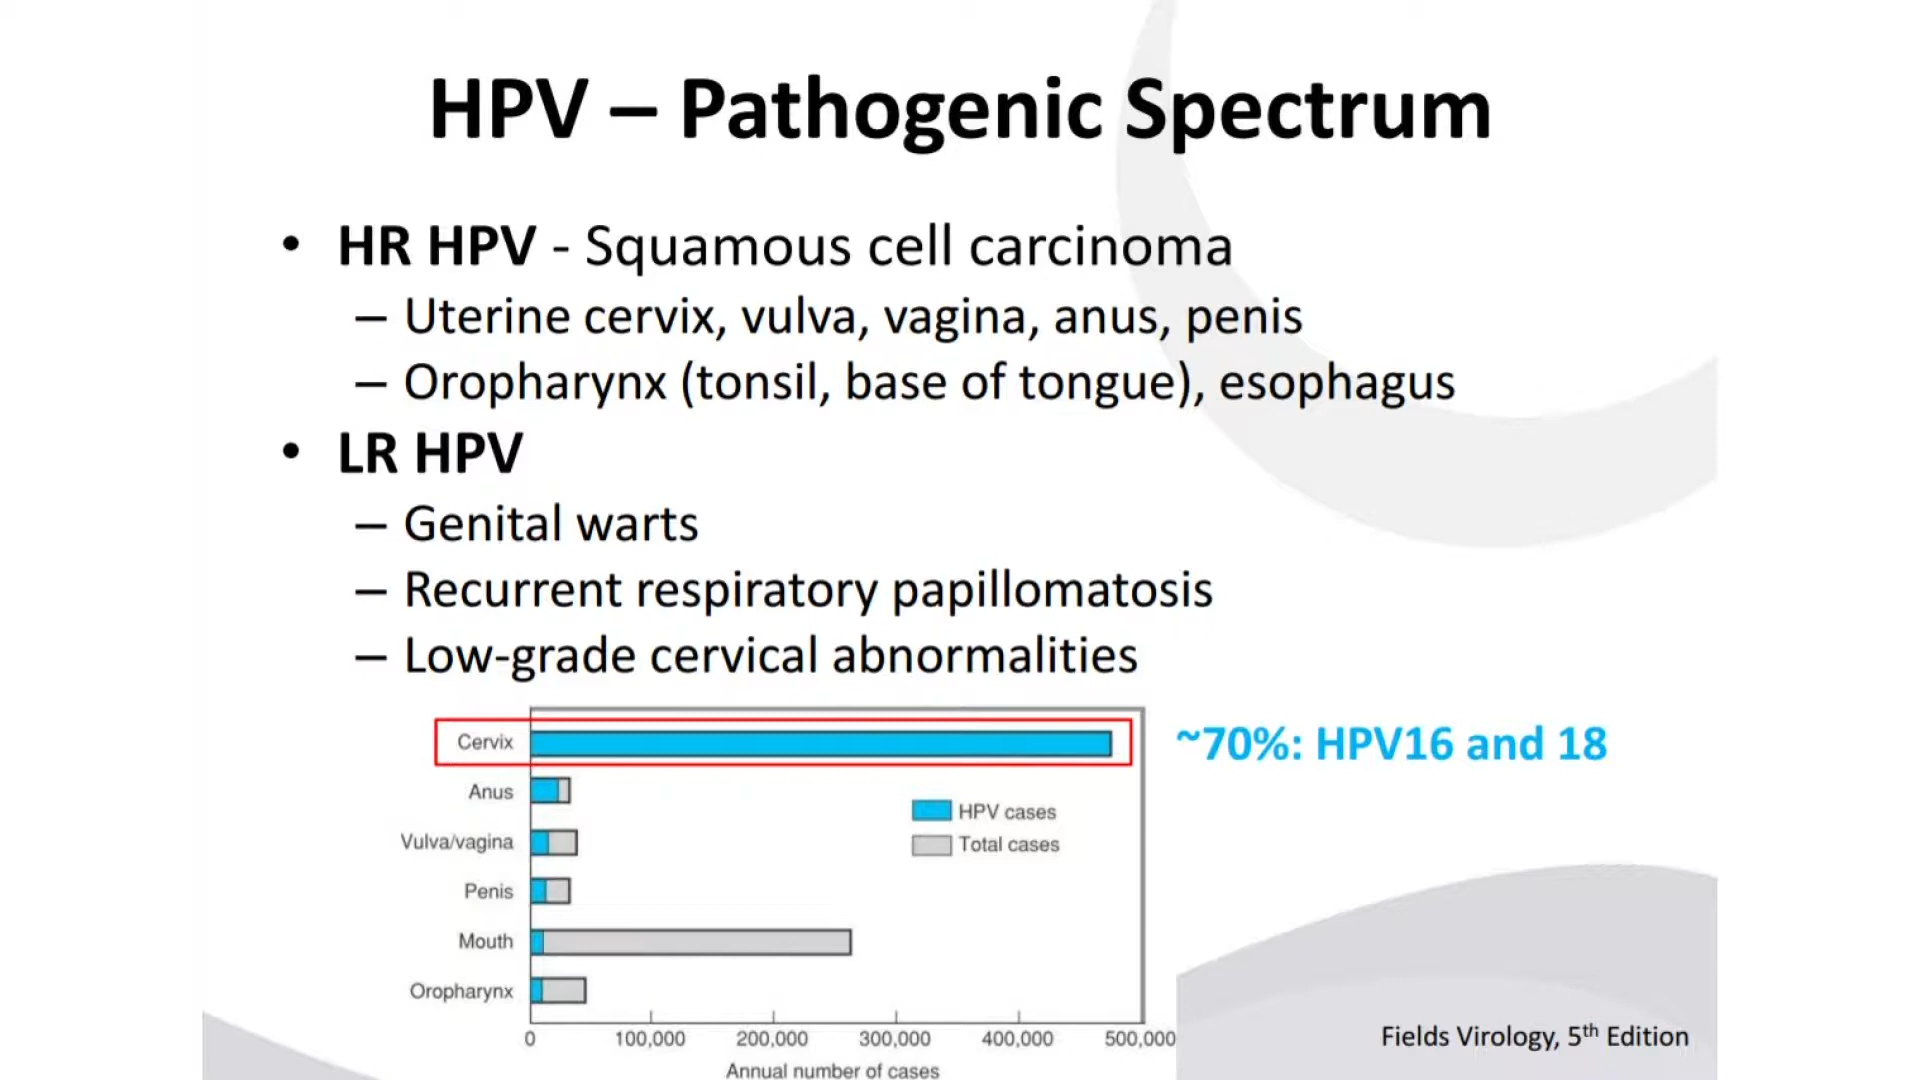 HPV – Pathogenic Spectrum
• HR HPV - Squamous cell carcinoma
– Uterine cervix, vulva, vagina, anus, penis
– Oropharynx (tonsil, base of tongue), esophagus
• LR HPV
– Genital warts
– Recurrent respiratory papillomatosis
– Low-grade cervical abnormalities
Cervix
~70%: HPV16 and 18
Anus
HPV cases
Vulva/vagina
Total cases
Penis
Mouth
Oropharynx
0 100,000 200,000 300,000 400,000 500,000
Annual number of cases
Fields Virology, 5th Edition